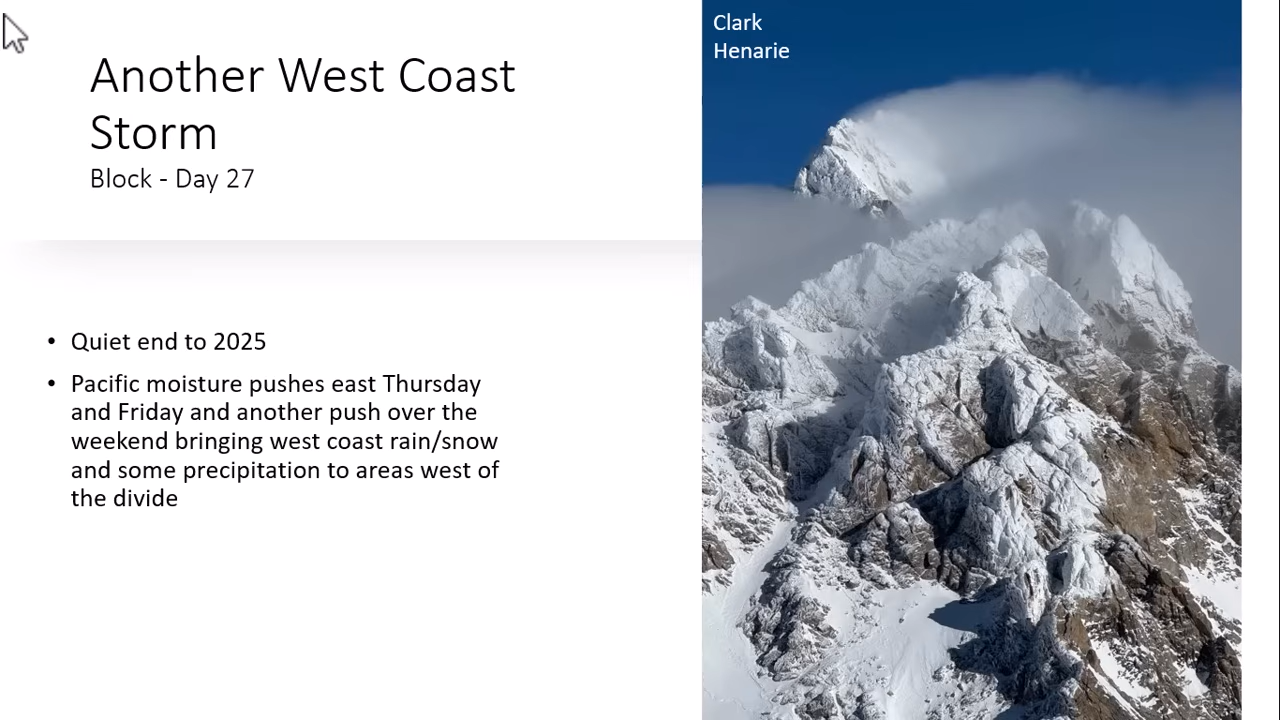 Another West Coast
Storm
Block - Day 27
• Quiet end to 2025
• Pacific moisture pushes east Thursday
and Friday and another push over the
weekend bringing west coast rain/snow
and some precipitation to areas west of
the divide
Clark
Henarie